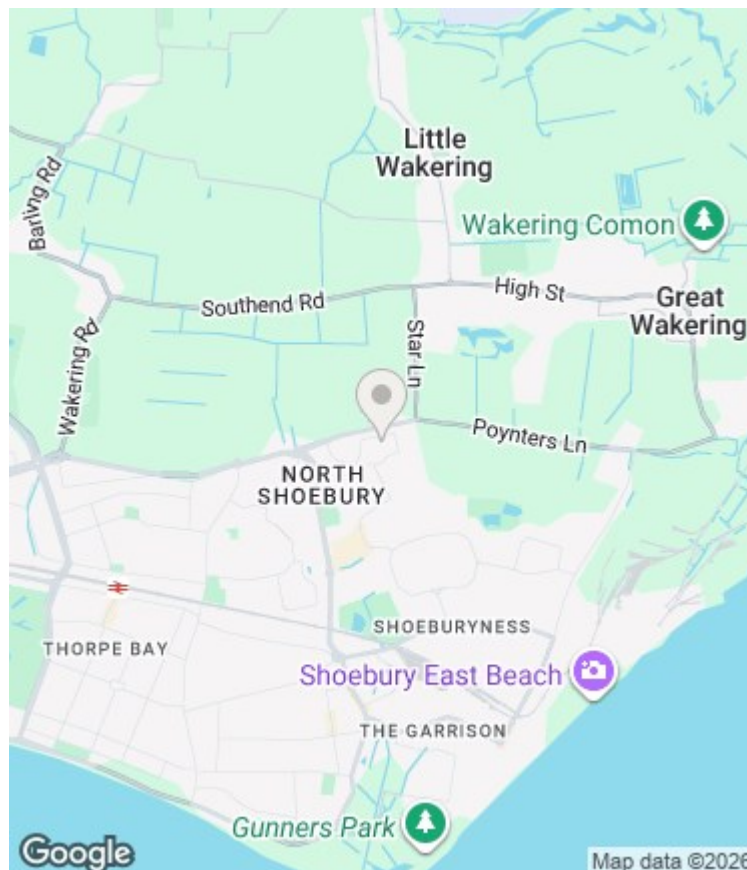 Little
Wakering
Barling Rd
Wakering Comon
Southend Rd
High St
Great
Wakering
Wakering Rd
Star Ln
Poynters Ln
NORTH
SHOEBURY
SHOEBURYNESS
THORPE BAY
Shoebury East Beach
THE GARRISON
Gunners Park
Google
Map data ©2026